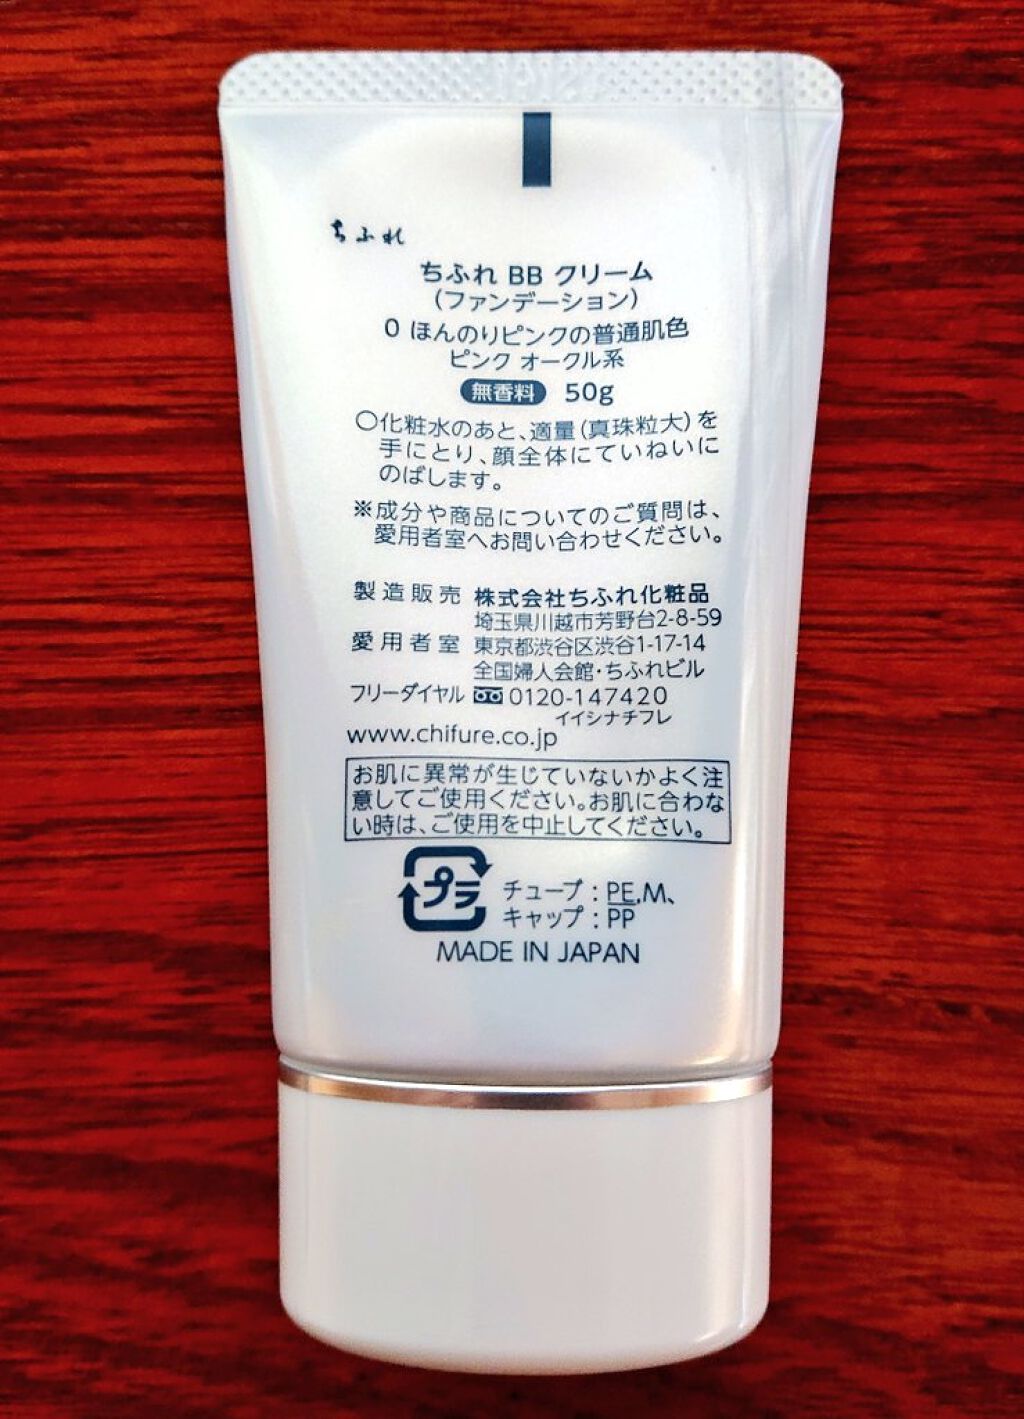 ちふれ
ちふれ BB クリーム
(ファンデーション)
0 ほんのりピンクの普通肌色
ピンク オークル系
無香料 50g
○化粧水のあと、適量(真珠粒大)を
手にとり、顔全体にていねいに
のばします。
※成分や商品についてのご質問は、
愛用者室へお問い合わせください。
製造販売 株式会社ちふれ化粧品
埼玉県川越市芳野台2-8-59
愛用者室 東京都渋谷区渋谷1-17-14
全国婦人会館・ちふれビル
フリーダイヤル 0120-147420
イイシナチフレ
www.chifure.co.jp
お肌に異常が生じていないかよく注
意してご使用ください。お肌に合わな
い時は、ご使用を中止してください。
プラ チューブ:PE,M、
キャップ:PP
MADE IN JAPAN